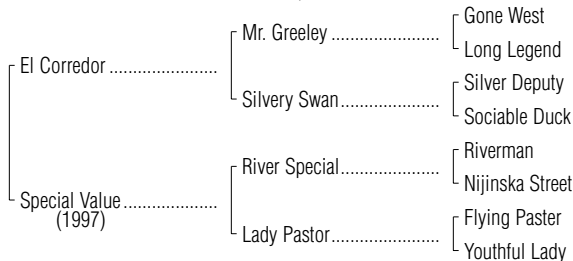 Gone West
Mr. Greeley ....................
Long Legend
El Corredor ....................
Silver Deputy
Silvery Swan ....................
Sociable Duck
Riverman
River Special ....................
Nijinska Street
Special Value ....................
(1997)
Flying Paster
Lady Pastor ....................
Youthful Lady